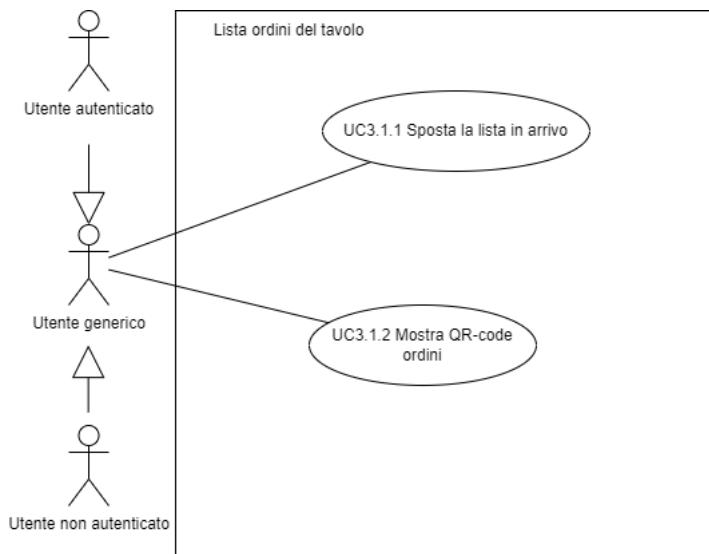 Lista ordini del tavolo
Utente autenticato
UC3.1.1 Sposta la lista in arrivo
Utente generico
UC3.1.2 Mostra QR-code
ordini
Utente non autenticato